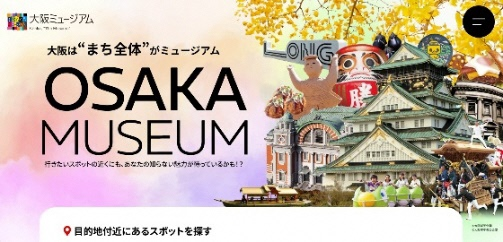 大阪ミュージアム
大阪は“まち全体”がミュージアム
OSAKA
MUSEUM
行きたいスポットの近くにも、あなたの知らない魅力が待っているかも！？
LONG
勝
目的地付近にあるスポットを探す